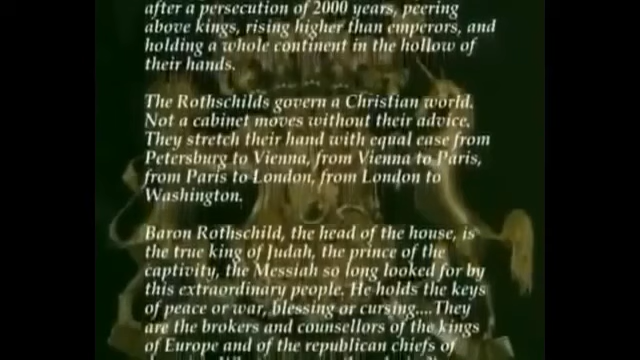 after a persecution of 2000 years, peering
above kings, rising higher than emperors, and
holding a whole continent in the hollow of
their hands.
The Rothschilds govern a Christian world.
Not a cabinet moves without their advice.
They stretch their hand with equal ease from
Petersburg to Vienna, from Vienna to Paris,
from Paris to London, from London to
Washington.
Baron Rothschild, the head of the house, is
the true king of Judah, the prince of the
captivity, the Messiah so long looked for by
this extraordinary people. He holds the keys
of peace or war, blessing or cursing....They
are the brokers and counsellors of the kings
of Europe and of the republican chiefs of